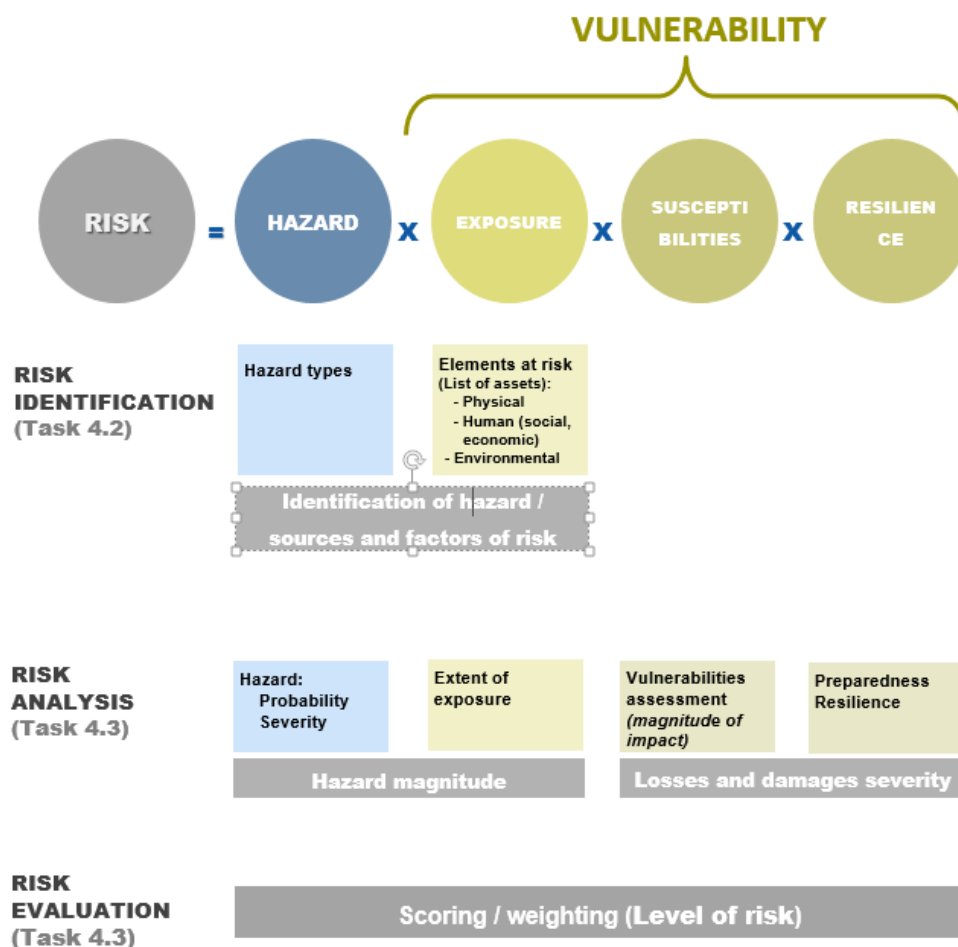 VULNERABILITY
RISK
=
HAZARD
X
EXPOSURE
X
SUSCEPTI
BILITIES
X
RESILIEN
CE
RISK
IDENTIFICATION
(Task 4.2)
Hazard types
Elements at risk
(List of assets):
- Physical
- Human (social,
economic)
- Environmental
Identification of hazard /
sources and factors of risk
RISK
ANALYSIS
(Task 4.3)
Hazard:
Probability
Severity
Extent of
exposure
Vulnerabilities
assessment
(magnitude of
impact)
Preparedness
Resilience
Hazard magnitude
Losses and damages severity
RISK
EVALUATION
(Task 4.3)
Scoring / weighting (Level of risk)